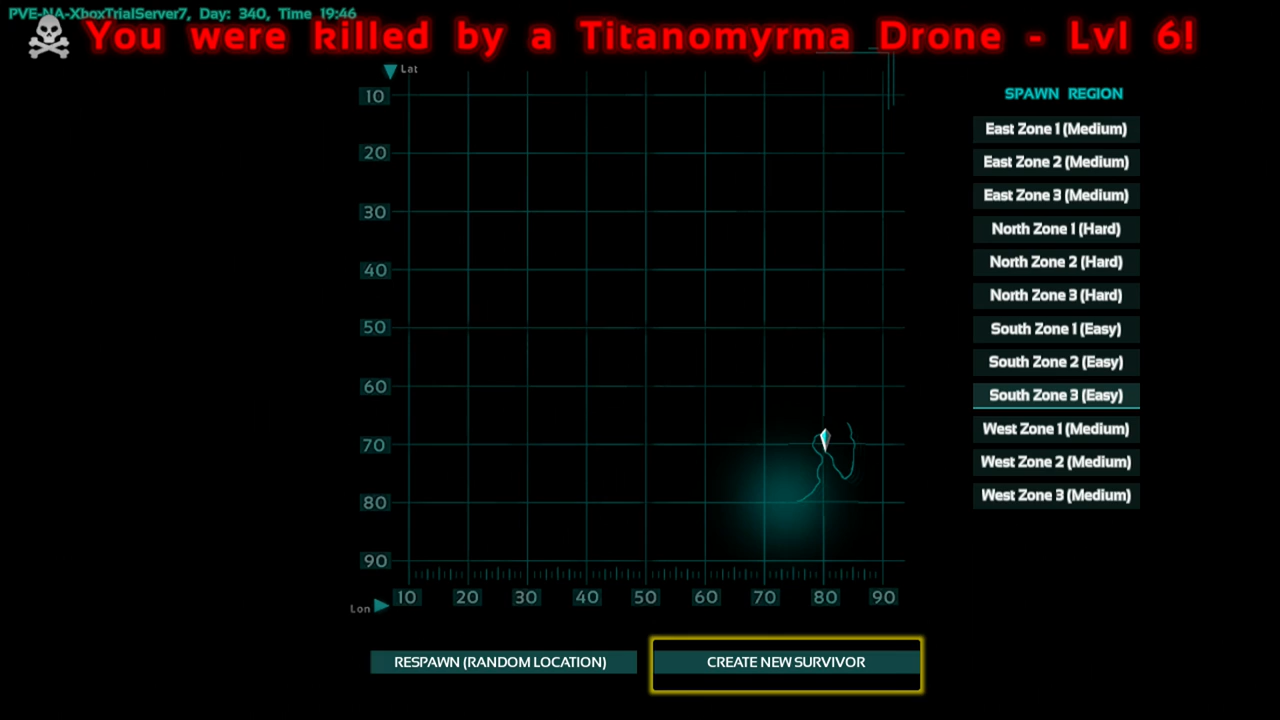 PVE-NA-XboxTrialServer7, Day: 340, Time 19:46
You were killed by a Titanomyrma Drone - Lvl 6!
Lat
10
20
30
40
50
60
70
80
90
Lon
10 20 30 40 50 60 70 80 90
SPAWN REGION
East Zone 1 (Medium)
East Zone 2 (Medium)
East Zone 3 (Medium)
North Zone 1 (Hard)
North Zone 2 (Hard)
North Zone 3 (Hard)
South Zone 1 (Easy)
South Zone 2 (Easy)
South Zone 3 (Easy)
West Zone 1 (Medium)
West Zone 2 (Medium)
West Zone 3 (Medium)
RESPAWN (RANDOM LOCATION)
CREATE NEW SURVIVOR